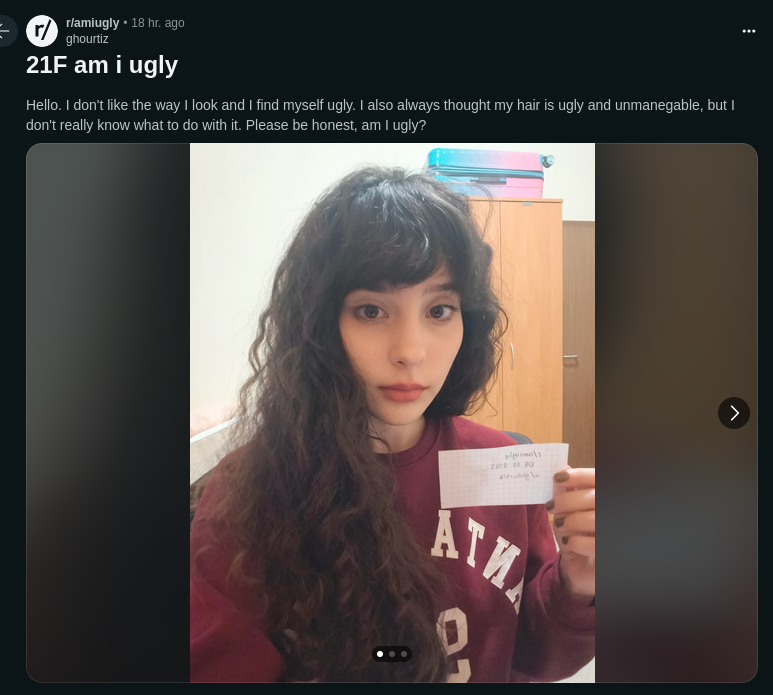 r/amiugly • 18 hr. ago
ghourtiz
21F am i ugly
Hello. I don't like the way I look and I find myself ugly. I also always thought my hair is ugly and unmanegable, but I
don't really know what to do with it. Please be honest, am I ugly?
r/amiugly